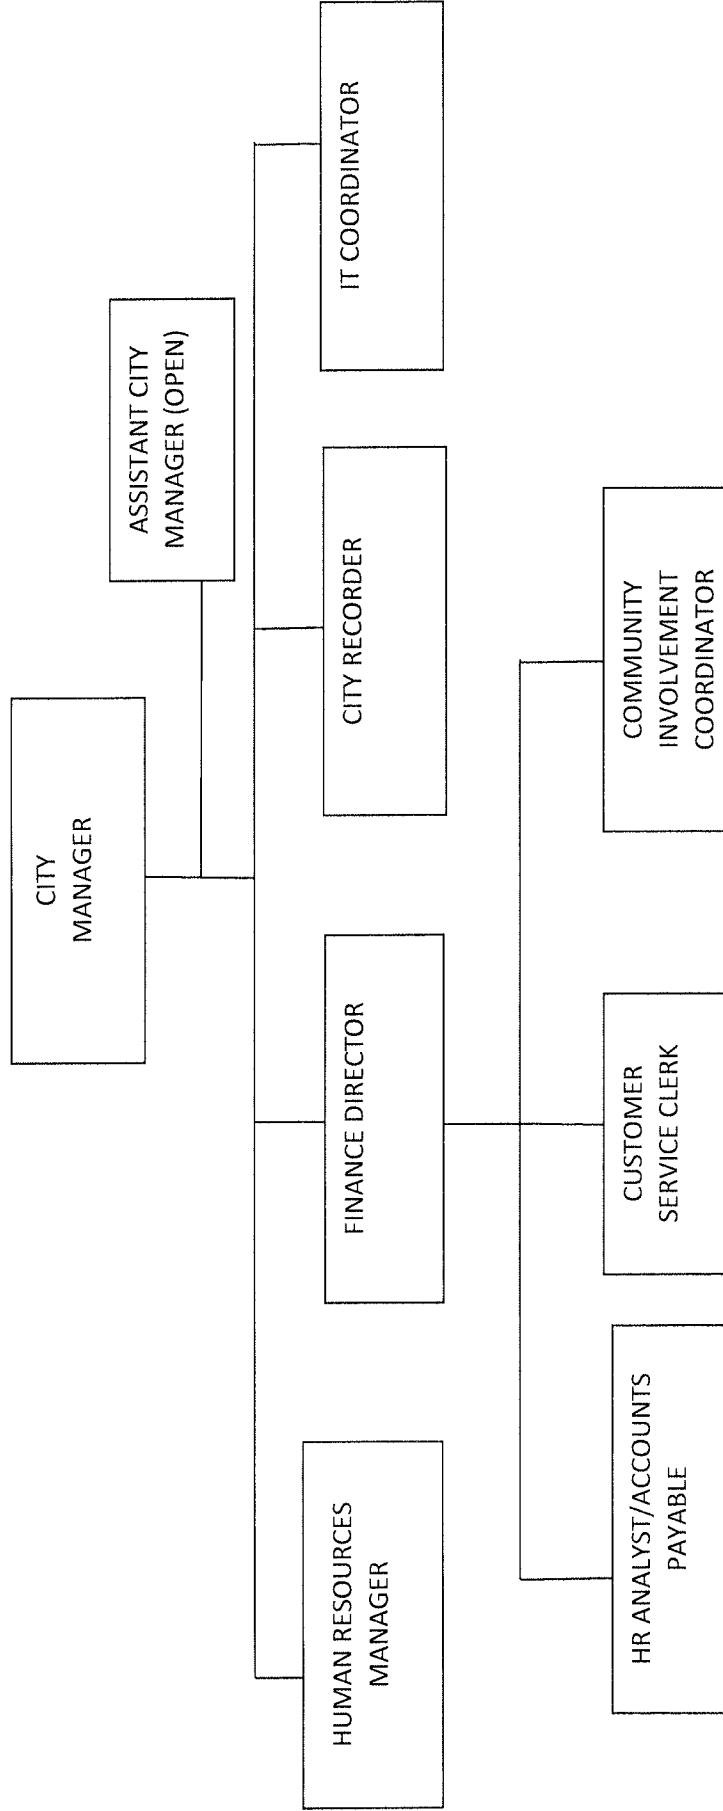 CITY
MANAGER
ASSISTANT CITY
MANAGER (OPEN)
HUMAN RESOURCES
MANAGER
FINANCE DIRECTOR
CITY RECORDER
IT COORDINATOR
HR ANALYST/ACCOUNTS
PAYABLE
CUSTOMER
SERVICE CLERK
COMMUNITY
INVOLVEMENT
COORDINATOR